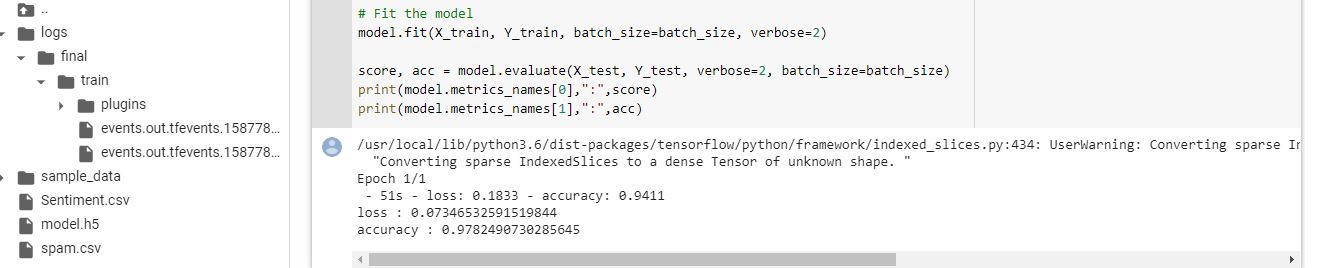 ..
logs
final
train
plugins
events.out.tfevents.158778...
events.out.tfevents.158778...
sample_data
Sentiment.csv
model.h5
spam.csv
# Fit the model
model.fit(X_train, Y_train, batch_size=batch_size, verbose=2)
score, acc = model.evaluate(X_test, Y_test, verbose=2, batch_size=batch_size)
print(model.metrics_names[0],":",score)
print(model.metrics_names[1],":",acc)
/usr/local/lib/python3.6/dist-packages/tensorflow/python/framework/indexed_slices.py:434: UserWarning: Converting sparse
"Converting sparse IndexedSlices to a dense Tensor of unknown shape. "
Epoch 1/1
- 51s - loss: 0.1833 - accuracy: 0.9411
loss : 0.07346532591519844
accuracy : 0.9782490730285645